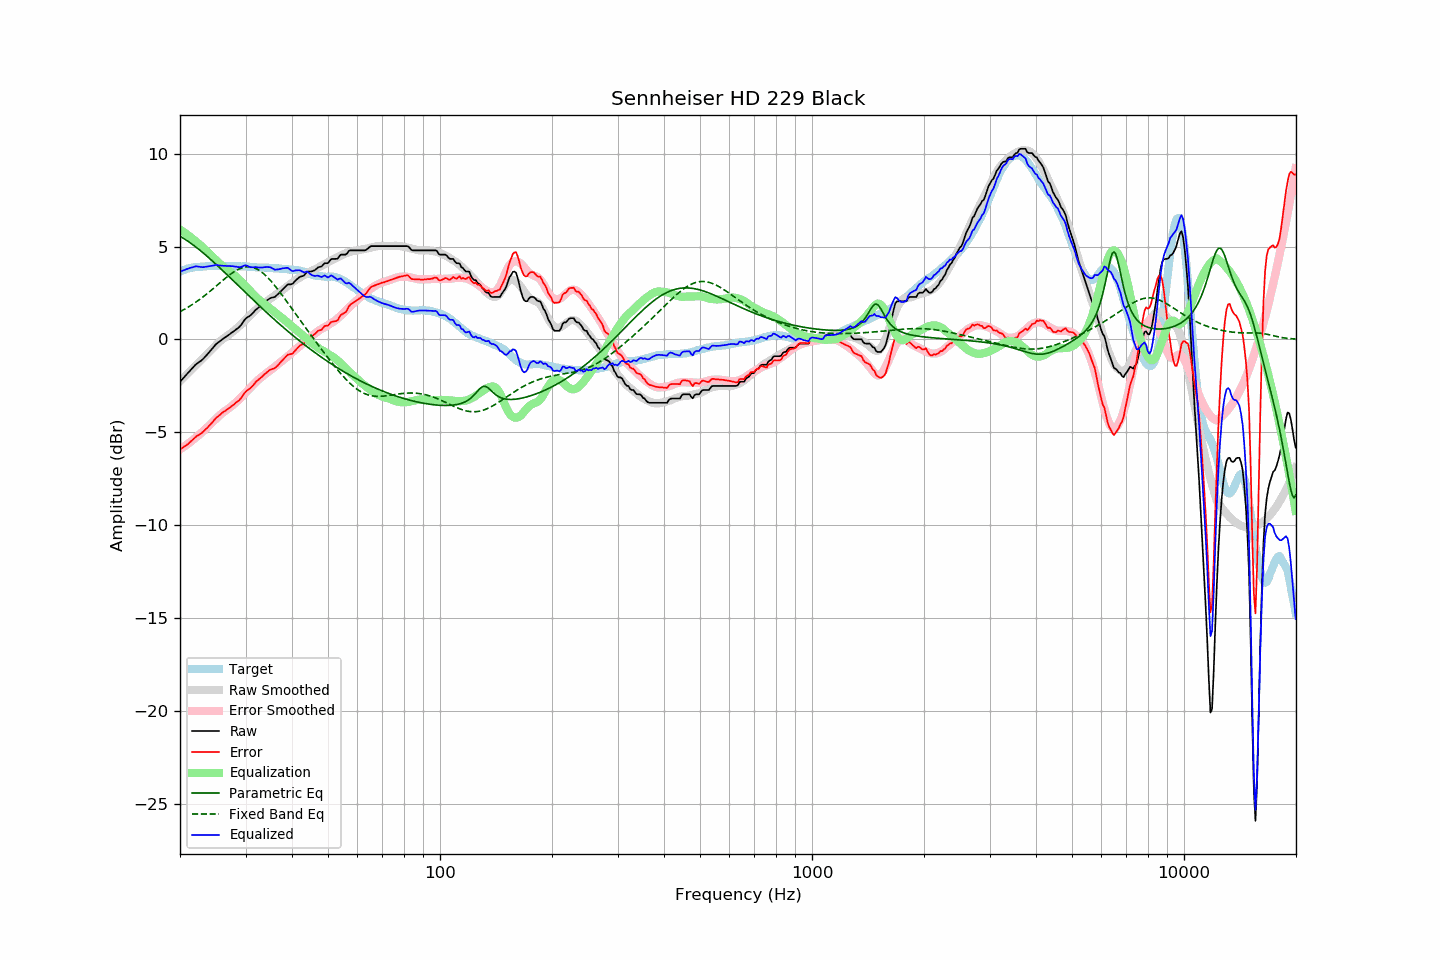 Sennheiser HD 229 Black
Amplitude (dBr)
10
5
0
−5
−10
−15
−20
−25
Target
Raw Smoothed
Error Smoothed
Raw
Error
Equalization
Parametric Eq
Fixed Band Eq
Equalized
100
1000
10000
Frequency (Hz)